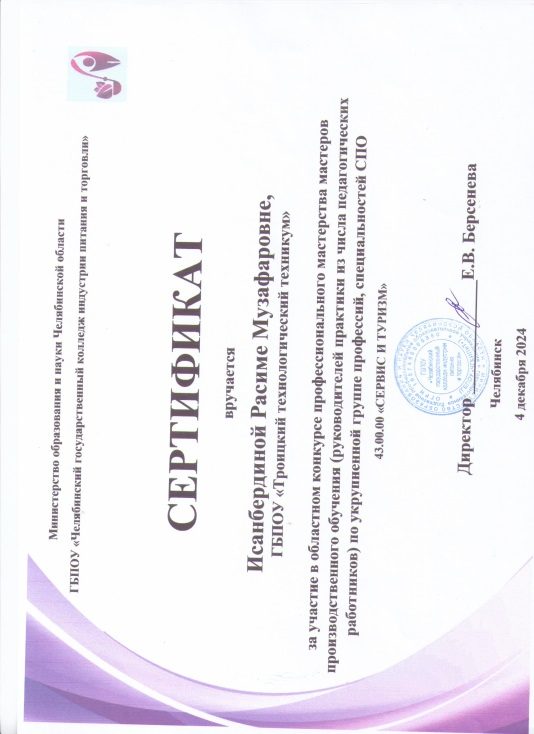 Министерство образования и науки Челябинской области
ГБПОУ «Челябинский государственный колледж индустрии питания и торговли»
СЕРТИФИКАТ
вручается
Исанбердиной Расиме Музафаровне,
ГБПОУ «Троицкий технологический техникум»
за участие в областном конкурсе профессионального мастерства мастеров
производственного обучения (руководителей практики из числа педагогических
работников) по укрупненной группе профессий, специальностей СПО
43.00.00 «СЕРВИС И ТУРИЗМ»
Директор Е.В. Берсенева
Челябинск
4 декабря 2024